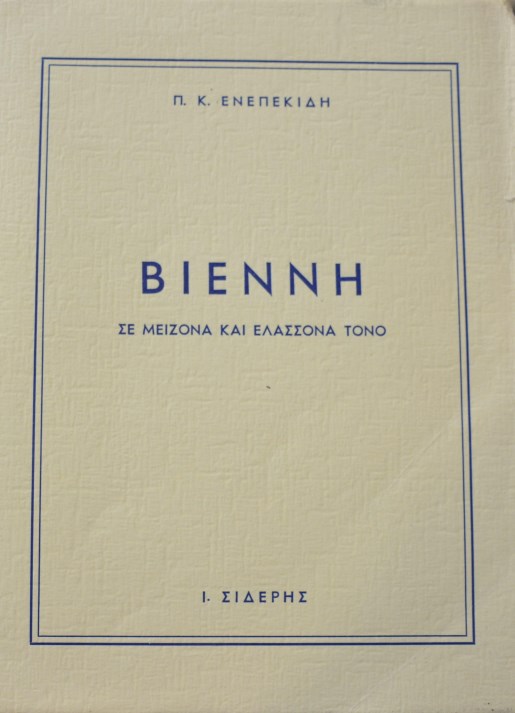 Π. Κ. ΕΝΕΠΕΚΙΔΗ
ΒΙΕΝΝΗ
ΣΕ ΜΕΙΖΟΝΑ ΚΑΙ ΕΛΑΣΣΟΝΑ ΤΟΝΟ
Ι. ΣΙΔΕΡΗΣ